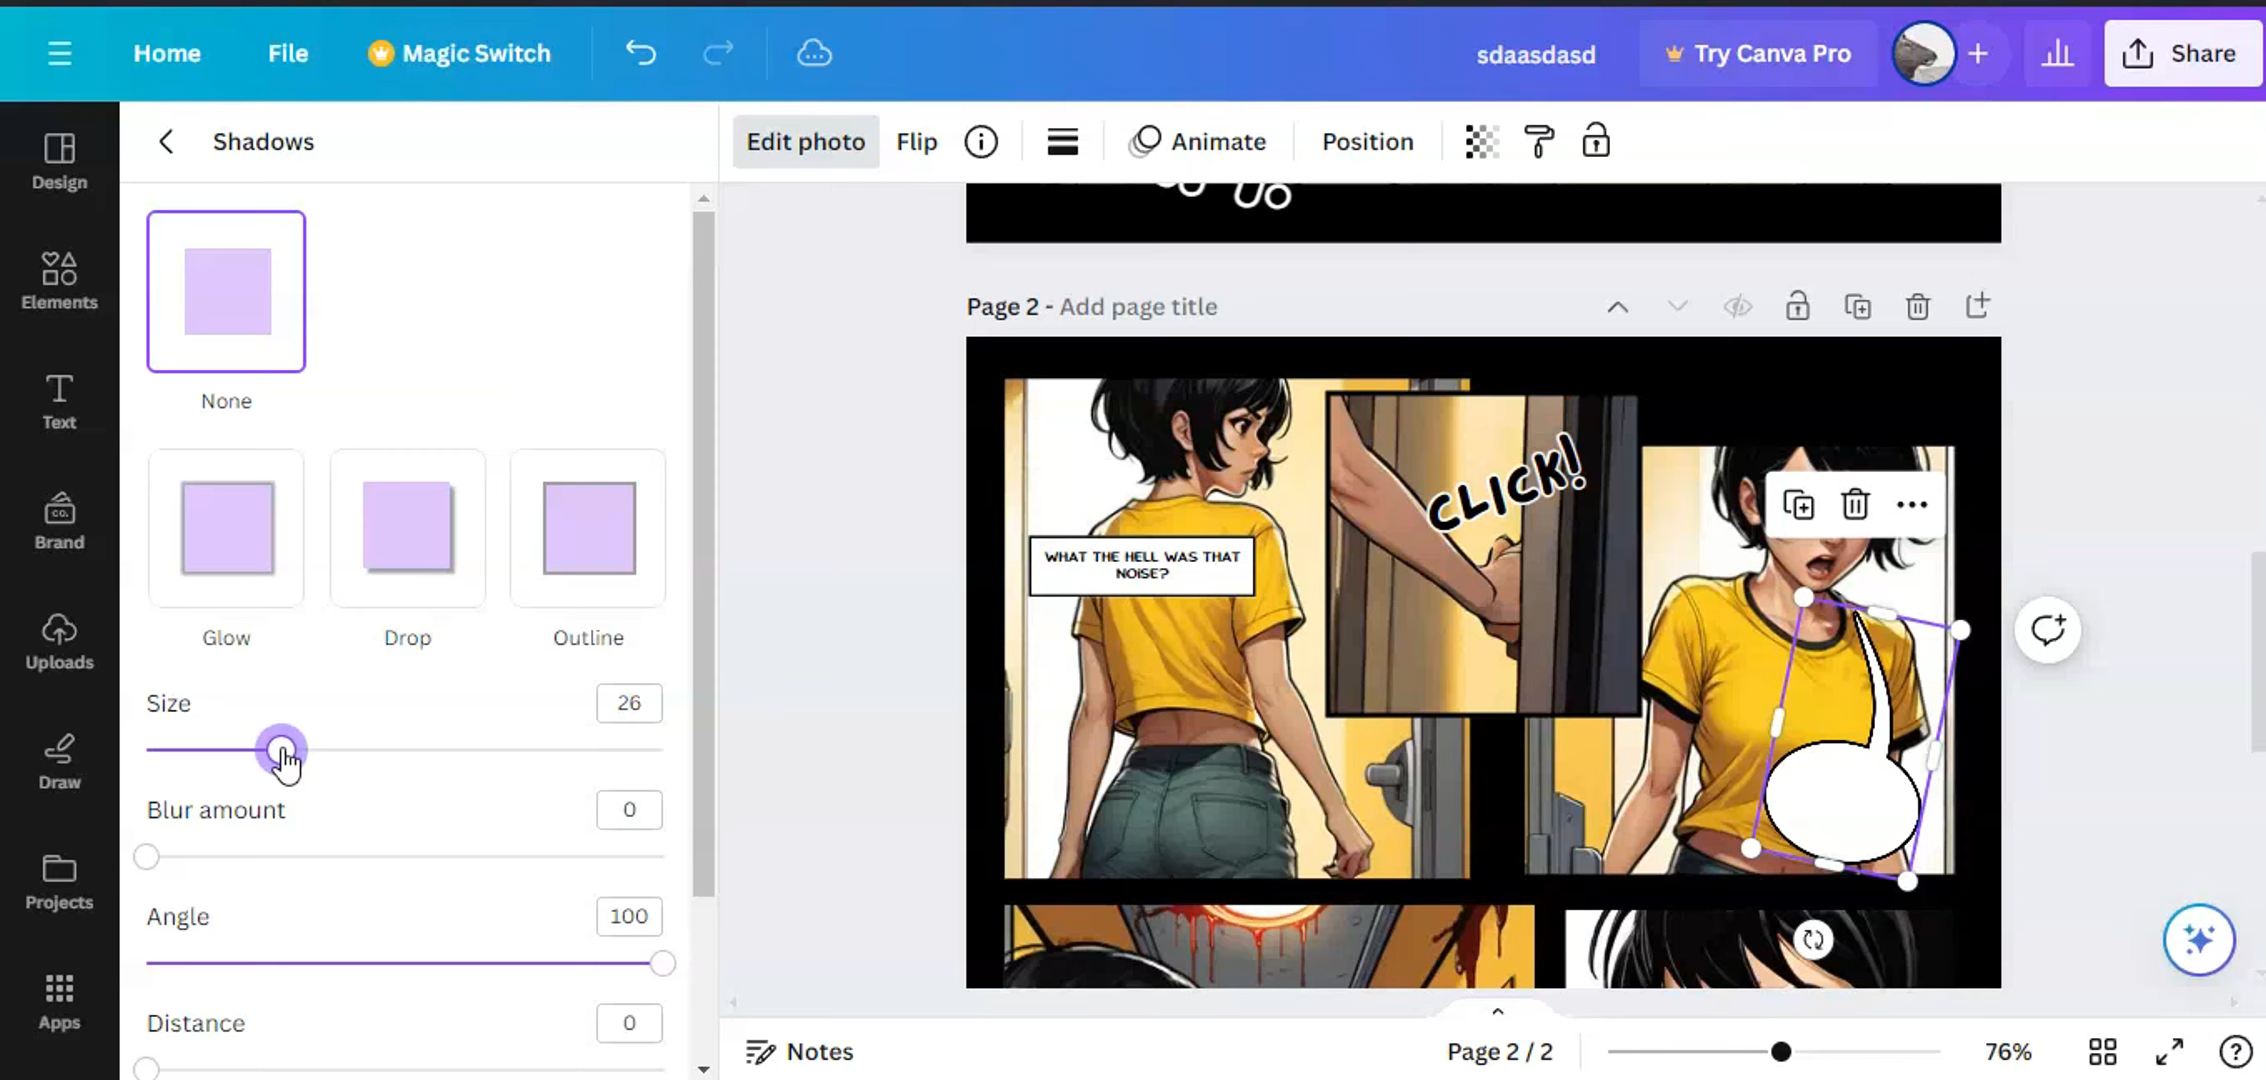 Home
File
Magic Switch
sdaasdasd
Try Canva Pro
Share
Design
Elements
Text
CO.
Brand
Uploads
Draw
Projects
Apps
Shadows
None
Glow
Drop
Outline
Size
26
Blur amount
0
Angle
100
Distance
0
Edit photo
Flip
Animate
Position
Page 2 - Add page title
WHAT THE HELL WAS THAT
NOISE?
CLICK!
Notes
Page 2 / 2
76%